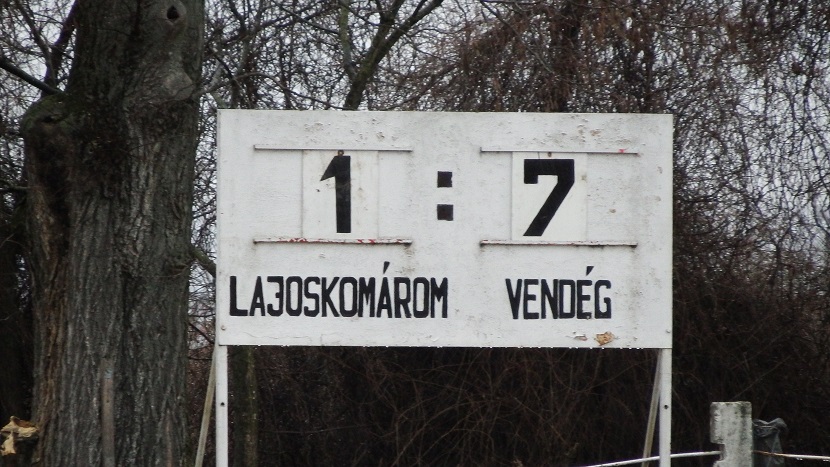 1 : 7
LAJOSKOMÁROM VENDÉG